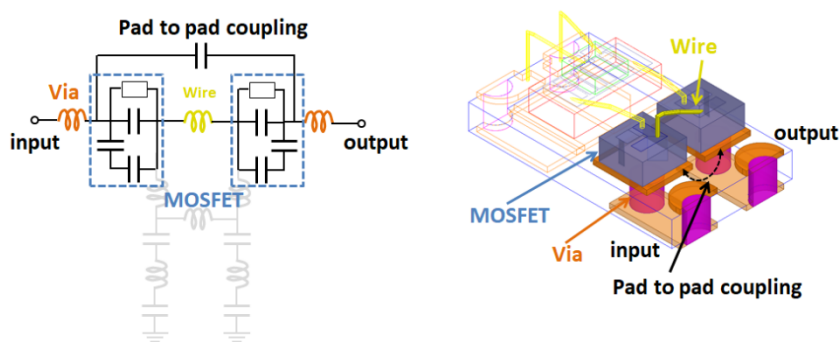 Pad to pad coupling
Via
Wire
input
output
MOSFET
Wire
output
MOSFET
Via
input
Pad to pad coupling